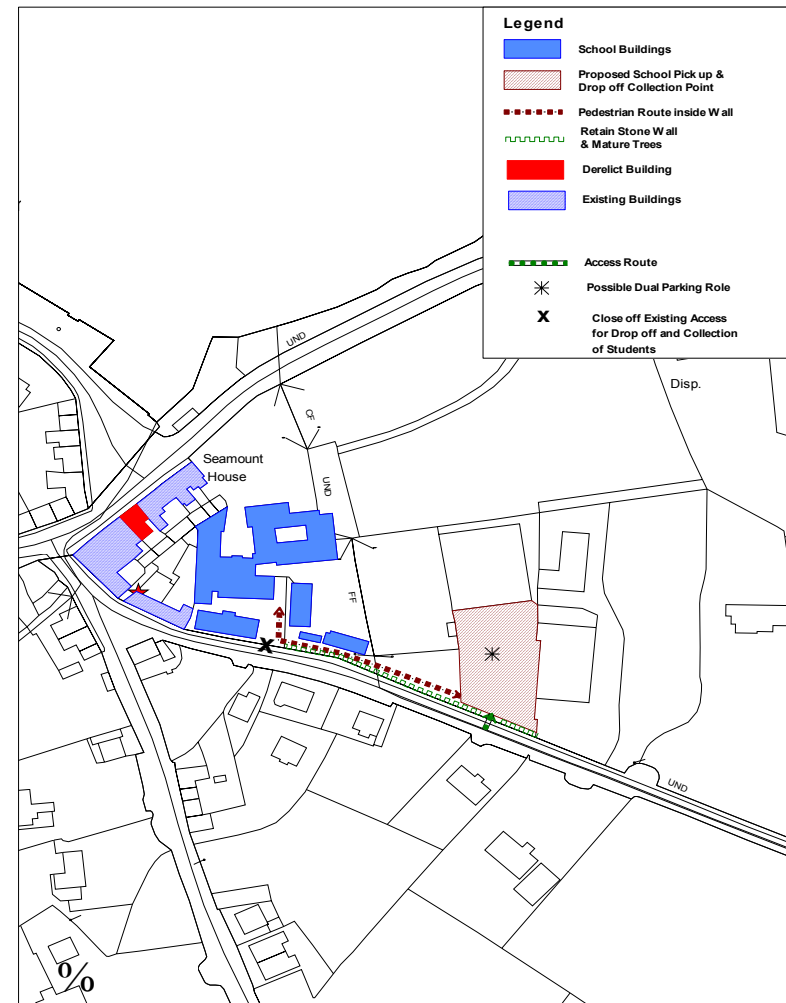 Legend
School Buildings
Proposed School Pick up &
Drop off Collection Point
Pedestrian Route inside Wall
Retain Stone Wall
& Mature Trees
Derelict Building
Existing Buildings
Access Route
Possible Dual Parking Role
X
Close off Existing Access
for Drop off and Collection
of Students
UND
Disp.
CF
Seamount
House
UND
FF
X
UND
%